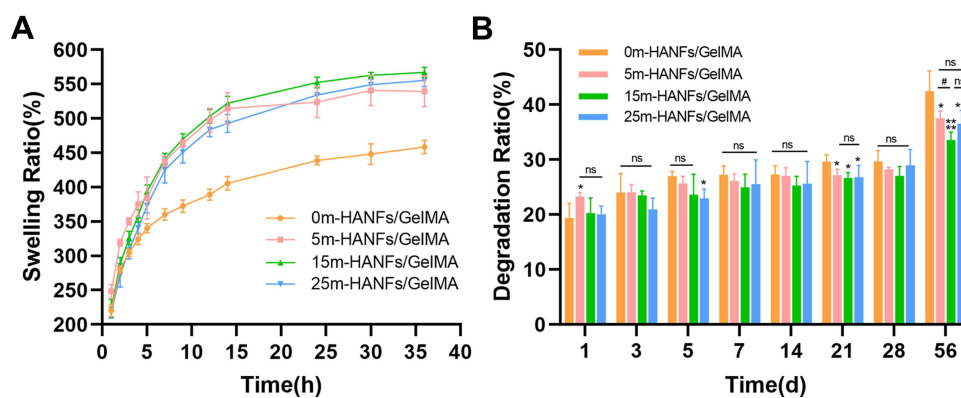 A
Swelling Ratio(%)
600
550
500
450
400
350
300
250
200
0m-HANFs/GelMA
5m-HANFs/GelMA
15m-HANFs/GelMA
25m-HANFs/GelMA
0 5 10 15 20 25 30 35 40
Time(h)
B
Degradation Ratio(%)
50
40
30
20
10
0
0m-HANFs/GelMA
5m-HANFs/GelMA
15m-HANFs/GelMA
25m-HANFs/GelMA
ns
# ns
* ** *
**
ns ns ns ns ns ns ns
* * * * *
1 3 5 7 14 21 28 56
Time(d)